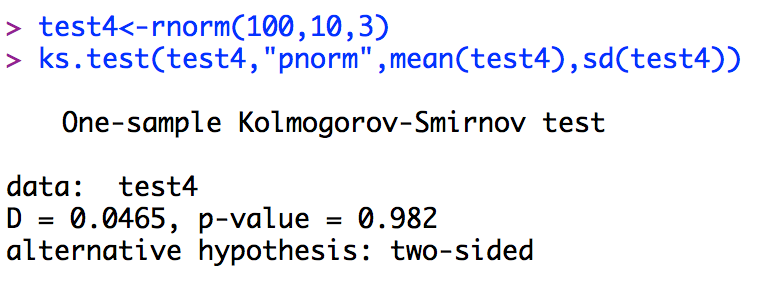 > test4<-rnorm(100,10,3)
> ks.test(test4,"pnorm",mean(test4),sd(test4))
One-sample Kolmogorov-Smirnov test
data:  test4
D = 0.0465, p-value = 0.982
alternative hypothesis: two-sided